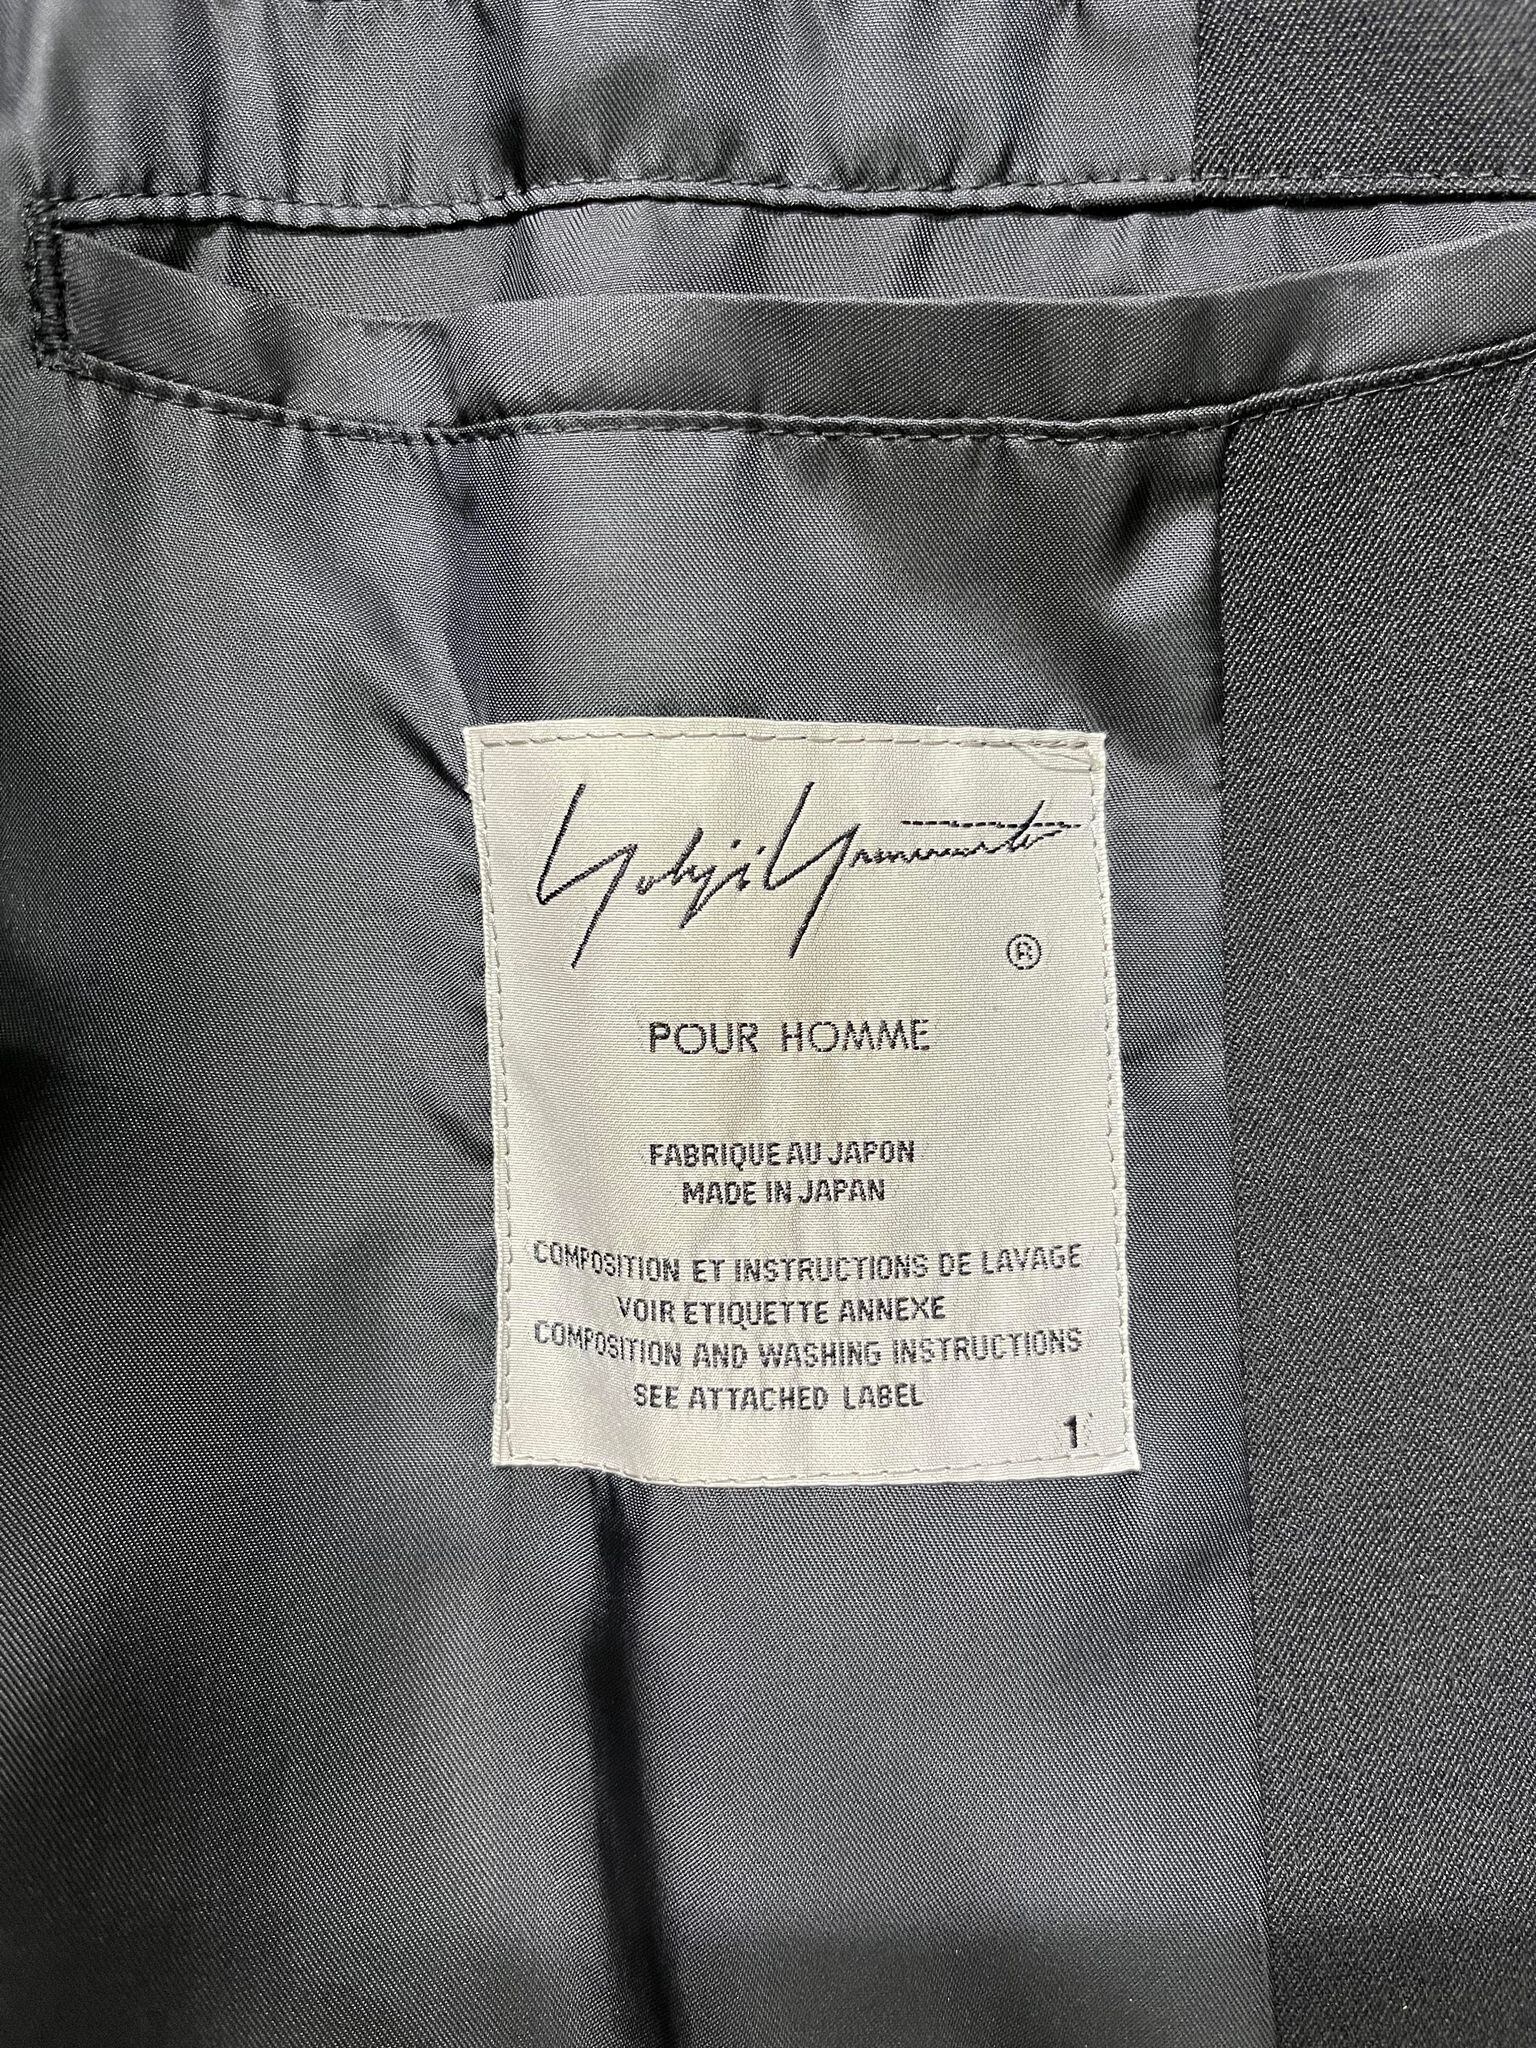 Yohji Yamamoto
®
POUR HOMME
FABRIQUE AU JAPON
MADE IN JAPAN
COMPOSITION ET INSTRUCTIONS DE LAVAGE
VOIR ETIQUETTE ANNEXE
COMPOSITION AND WASHING INSTRUCTIONS
SEE ATTACHED LABEL
1